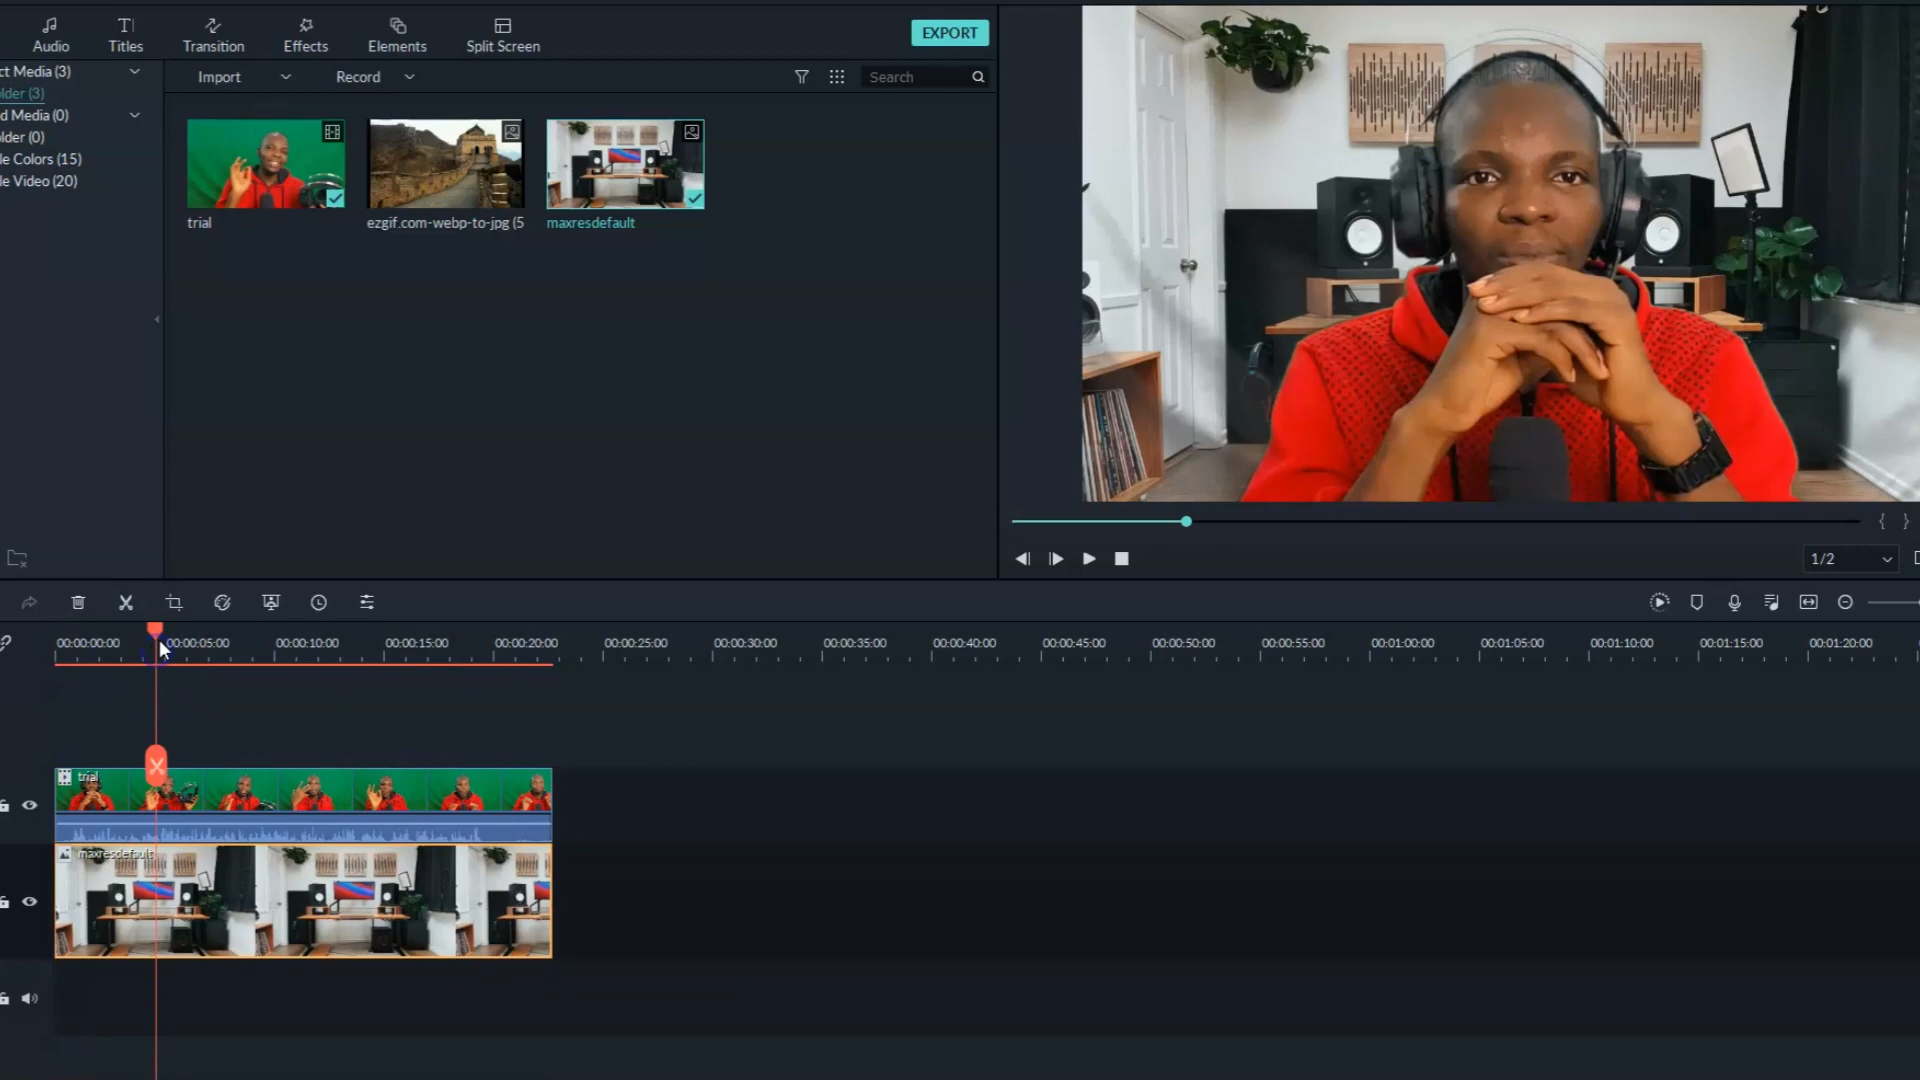 Audio
Titles
Transition
Effects
Elements
Split Screen
EXPORT
ct Media (3)
lder (3)
d Media (0)
lder (0)
le Colors (15)
le Video (20)
Import
Record
Search
trial
ezgif.com-webp-to-jpg (5
maxresdefault
1/2
00:00:00:00
00:00:05:00
00:00:10:00
00:00:15:00
00:00:20:00
00:00:25:00
00:00:30:00
00:00:35:00
00:00:40:00
00:00:45:00
00:00:50:00
00:00:55:00
00:01:00:00
00:01:05:00
00:01:10:00
00:01:15:00
00:01:20:00
trial
maxresdefault